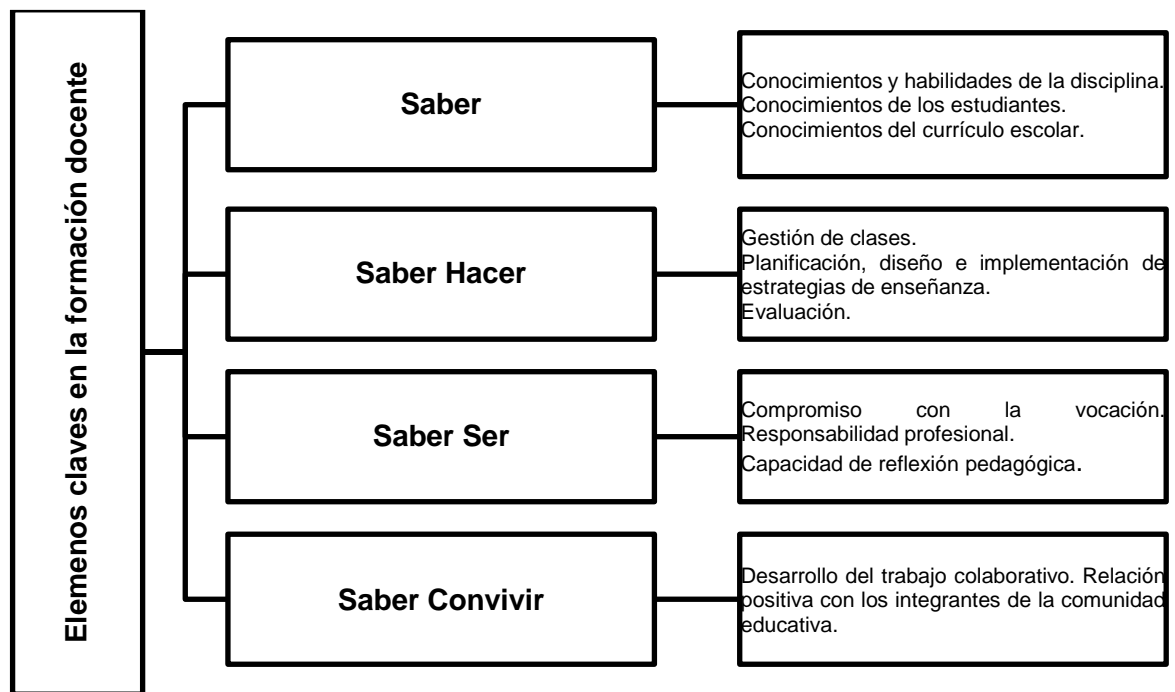 Elemenos claves en la formación docente
Saber
Conocimientos y habilidades de la disciplina.
Conocimientos de los estudiantes.
Conocimientos del currículo escolar.
Saber Hacer
Gestión de clases.
Planificación, diseño e implementación de
estrategias de enseñanza.
Evaluación.
Saber Ser
Compromiso con la vocación.
Responsabilidad profesional.
Capacidad de reflexión pedagógica.
Saber Convivir
Desarrollo del trabajo colaborativo. Relación
positiva con los integrantes de la comunidad
educativa.